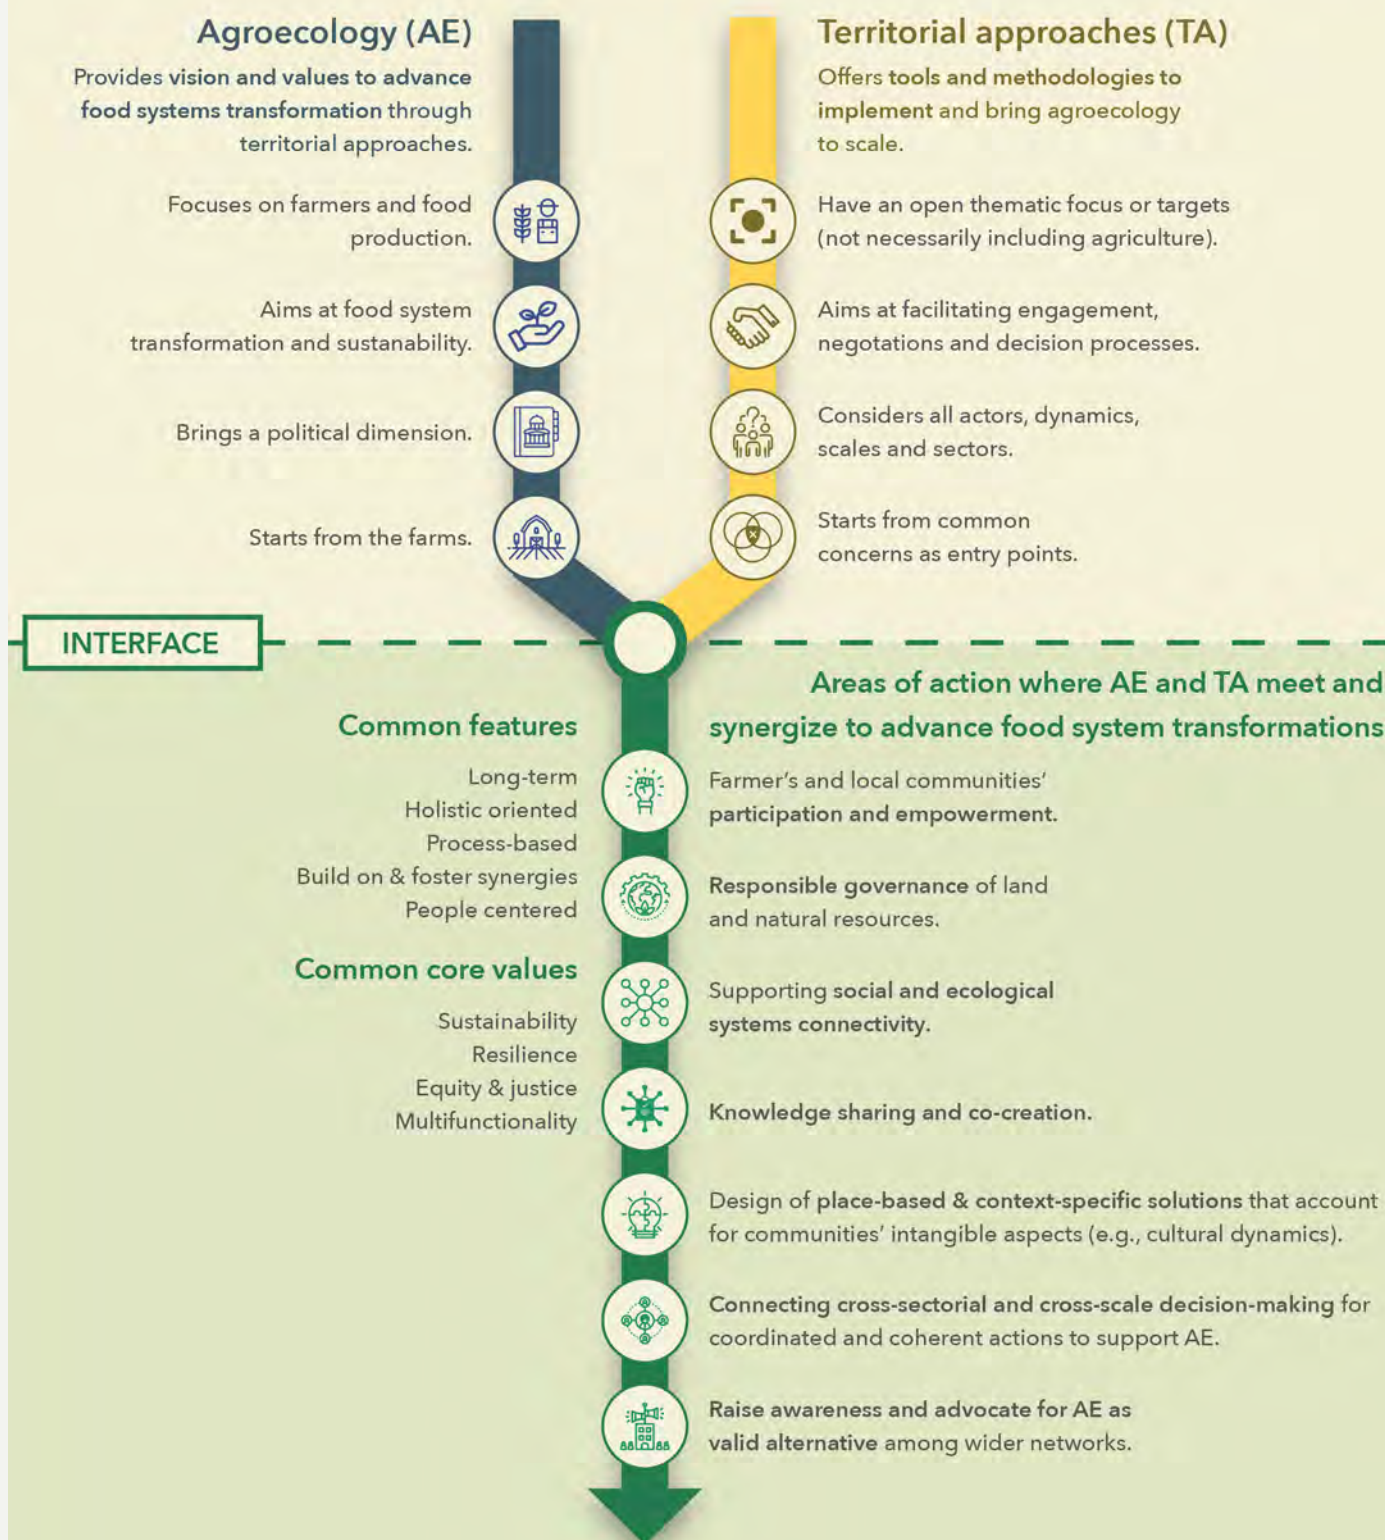 Agroecology (AE)
Provides vision and values to advance
food systems transformation through
territorial approaches.
Focuses on farmers and food
production.
Aims at food system
transformation and sustanability.
Brings a political dimension.
Starts from the farms.
Territorial approaches (TA)
Offers tools and methodologies to
implement and bring agroecology
to scale.
Have an open thematic focus or targets
(not necessarily including agriculture).
Aims at facilitating engagement,
negotations and decision processes.
Considers all actors, dynamics,
scales and sectors.
Starts from common
concerns as entry points.
INTERFACE
Common features
Long-term
Holistic oriented
Process-based
Build on & foster synergies
People centered
Common core values
Sustainability
Resilience
Equity & justice
Multifunctionality
Areas of action where AE and TA meet and
synergize to advance food system transformations
Farmer's and local communities'
participation and empowerment.
Responsible governance of land
and natural resources.
Supporting social and ecological
systems connectivity.
Knowledge sharing and co-creation.
Design of place-based & context-specific solutions that account
for communities' intangible aspects (e.g., cultural dynamics).
Connecting cross-sectorial and cross-scale decision-making for
coordinated and coherent actions to support AE.
Raise awareness and advocate for AE as
valid alternative among wider networks.